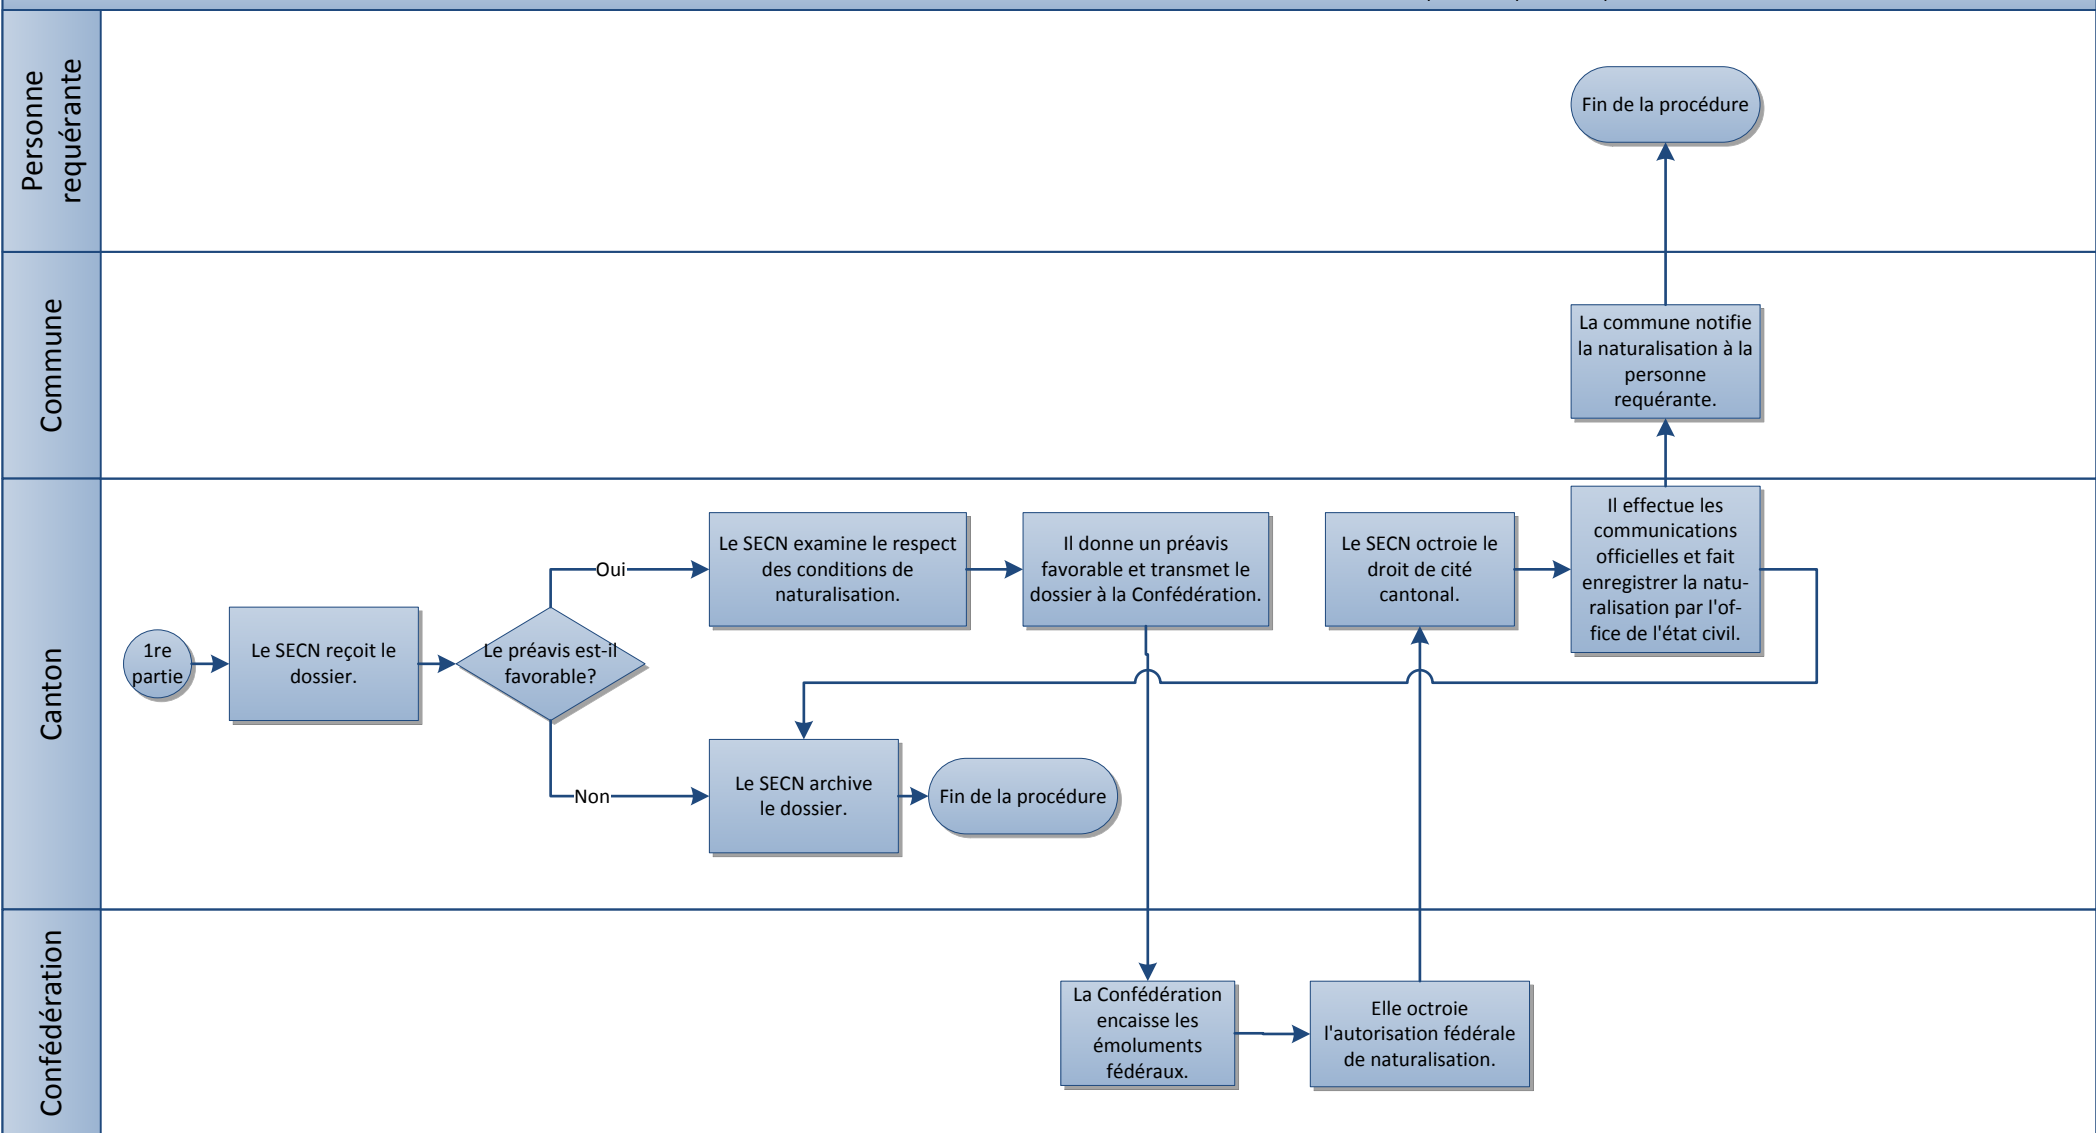 Personne
requérante
Fin de la procédure
Commune
La commune notifie
la naturalisation à la
personne
requérante.
Canton
1re
partie
Le SECN reçoit le
dossier.
Le préavis est-il
favorable?
Oui
Non
Le SECN examine le respect
des conditions de
naturalisation.
Il donne un préavis
favorable et transmet le
dossier à la Confédération.
Le SECN octroie le
droit de cité
cantonal.
Il effectue les
communications
officielles et fait
enregistrer la natu-
ralisation par l'of-
fice de l'état civil.
Le SECN archive
le dossier.
Fin de la procédure
Confédération
La Confédération
encaisse les
émoluments
fédéraux.
Elle octroie
l'autorisation fédérale
de naturalisation.